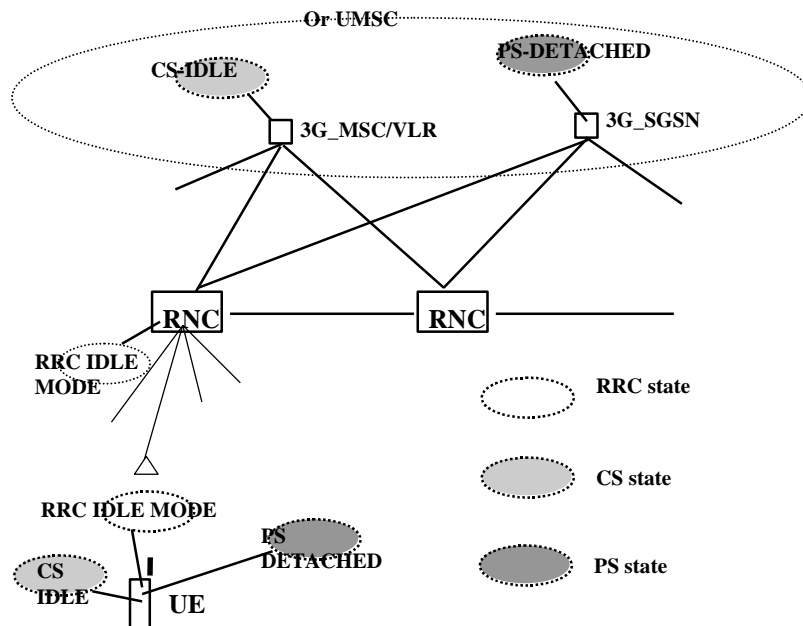 Or UMSC
CS-IDLE
PS-DETACHED
3G_MSC/VLR
3G_SGSN
RNC
RNC
RRC IDLE
MODE
RRC state
CS state
RRC IDLE MODE
PS
DETACHED
CS
IDLE
UE
PS state